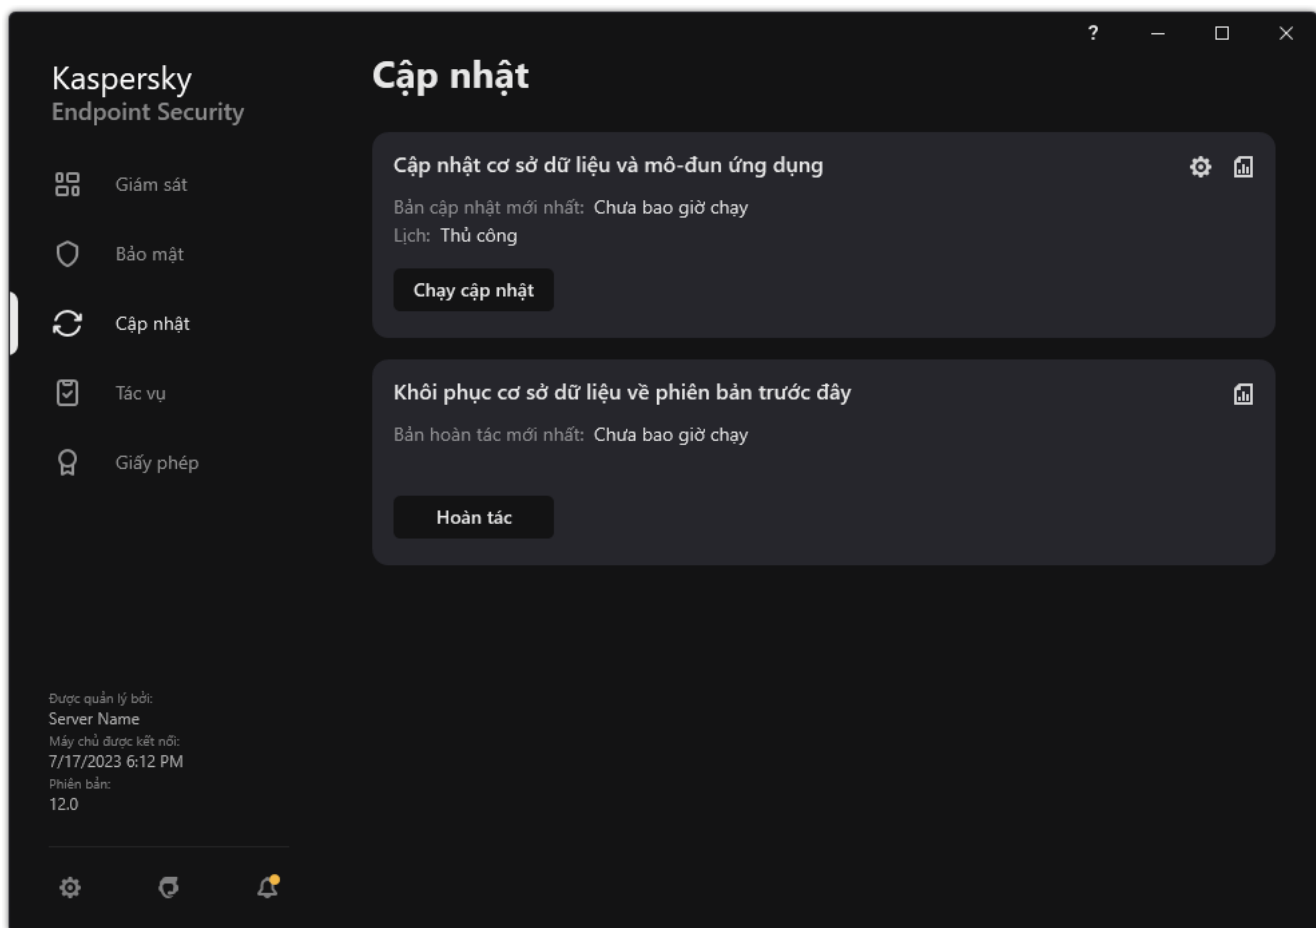 ?
Kaspersky
Endpoint Security
Giám sát
Bảo mật
Cập nhật
Tác vụ
Giấy phép
Được quản lý bởi:
Server Name
Máy chủ được kết nối:
7/17/2023 6:12 PM
Phiên bản:
12.0
Cập nhật
Cập nhật cơ sở dữ liệu và mô-đun ứng dụng
Bản cập nhật mới nhất: Chưa bao giờ chạy
Lịch: Thủ công
Chạy cập nhật
Khôi phục cơ sở dữ liệu về phiên bản trước đây
Bản hoàn tác mới nhất: Chưa bao giờ chạy
Hoàn tác